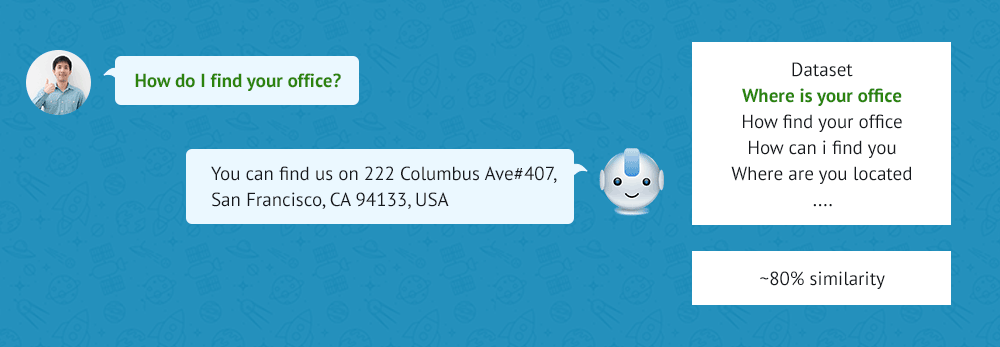 How do I find your office?
You can find us on 222 Columbus Ave#407,
San Francisco, CA 94133, USA
Dataset
Where is your office
How find your office
How can i find you
Where are you located
....
~80% similarity